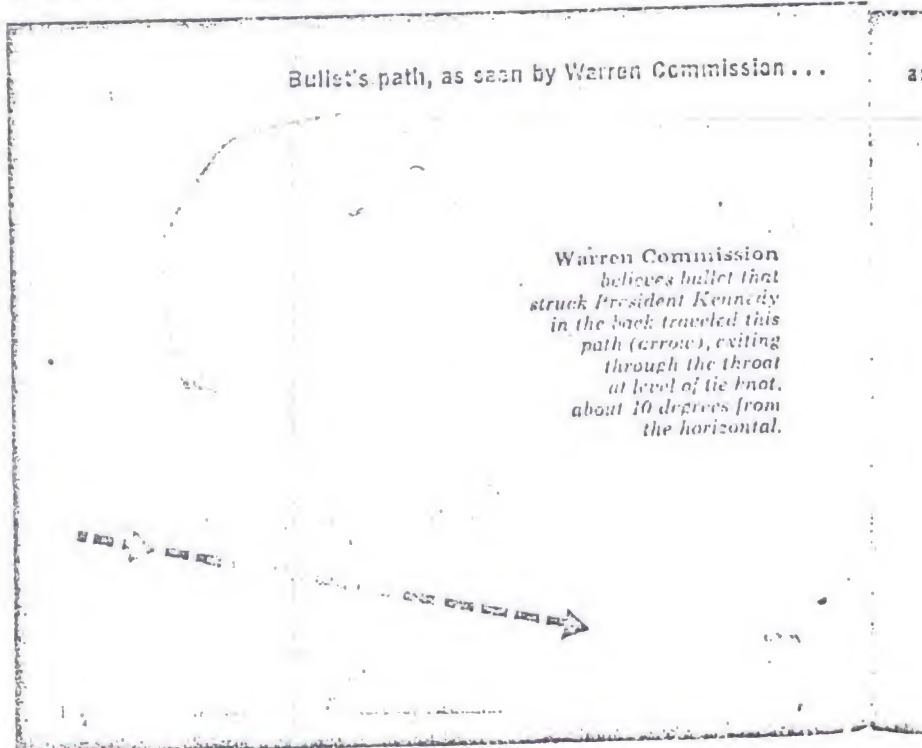 Bullet's path, as seen by Warren Commission...
Warren Commission
believes bullet that
struck President Kennedy
in the back traveled this
path (arrow), exiting
through the throat
at level of tie knot,
about 10 degrees from
the horizontal.